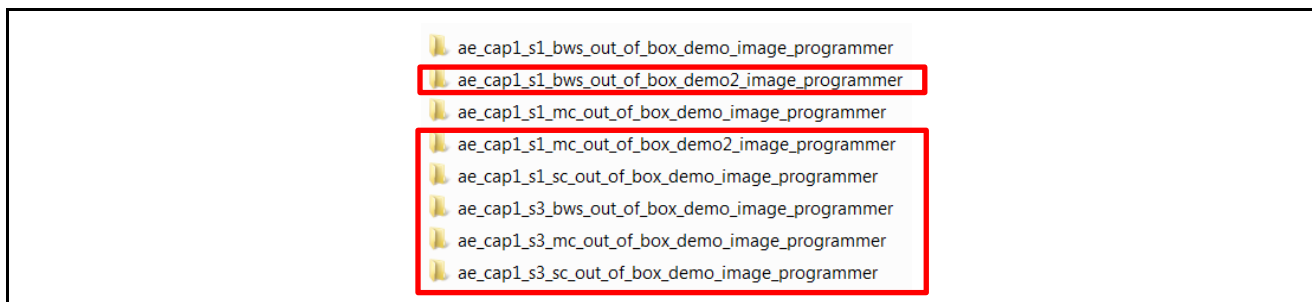 ae_cap1_s1_bws_out_of_box_demo_image_programmer
ae_cap1_s1_bws_out_of_box_demo2_image_programmer
ae_cap1_s1_mc_out_of_box_demo_image_programmer
ae_cap1_s1_mc_out_of_box_demo2_image_programmer
ae_cap1_s1_sc_out_of_box_demo_image_programmer
ae_cap1_s3_bws_out_of_box_demo_image_programmer
ae_cap1_s3_mc_out_of_box_demo_image_programmer
ae_cap1_s3_sc_out_of_box_demo_image_programmer